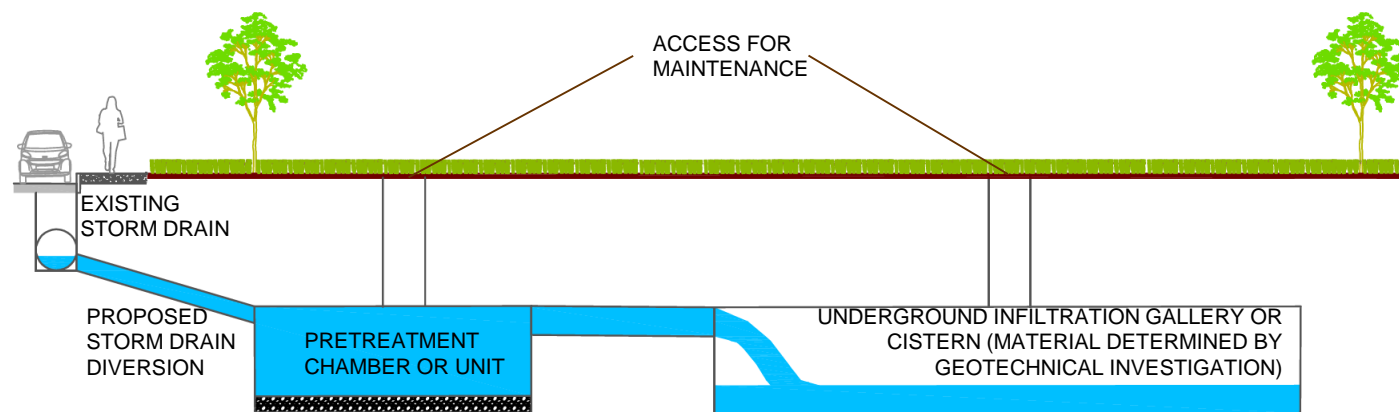 ACCESS FOR
MAINTENANCE
EXISTING
STORM DRAIN
PROPOSED
STORM DRAIN
DIVERSION
PRETREATMENT
CHAMBER OR UNIT
UNDERGROUND INFILTRATION GALLERY OR
CISTERN (MATERIAL DETERMINED BY
GEOTECHNICAL INVESTIGATION)